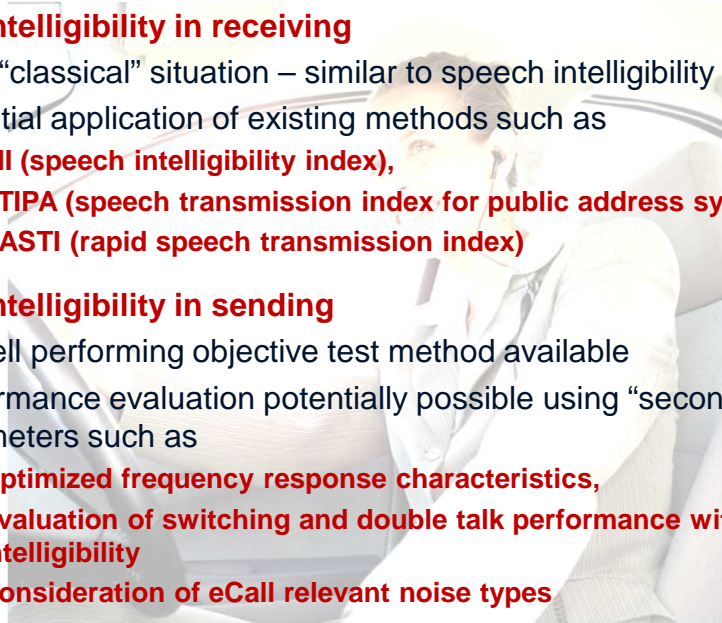 ntelligibility in receiving
“classical” situation – similar to speech intelligibility
tial application of existing methods such as
II (speech intelligibility index),
TIPA (speech transmission index for public address sy
ASTI (rapid speech transmission index)
ntelligibility in sending
ell performing objective test method available
rmance evaluation potentially possible using “secon
meters such as
ptimized frequency response characteristics,
valuation of switching and double talk performance wi
ntelligibility
onsideration of eCall relevant noise types